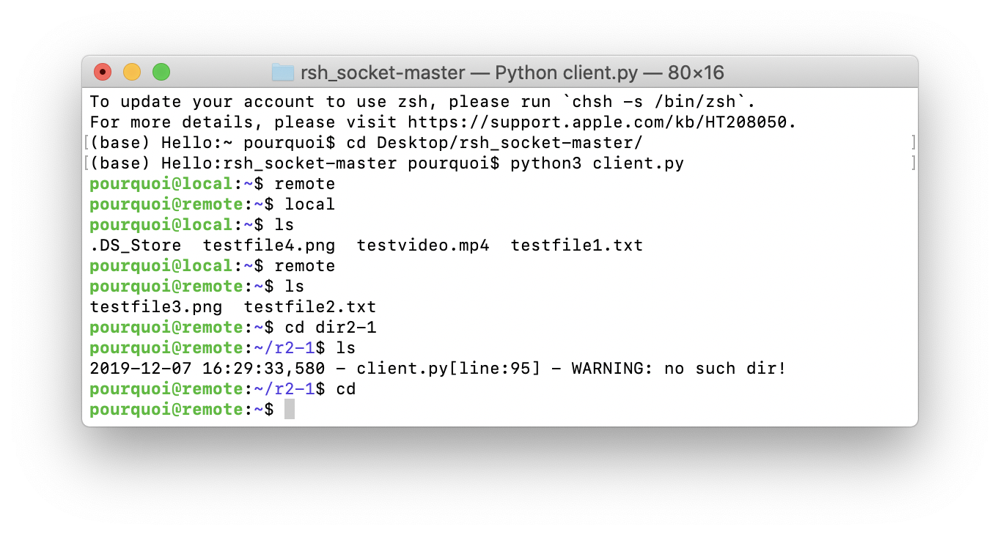 rsh_socket-master — Python client.py — 80×16
To update your account to use zsh, please run `chsh -s /bin/zsh`.
For more details, please visit https://support.apple.com/kb/HT208050.
[(base) Hello:~ pourquoi$ cd Desktop/rsh_socket-master/ ]
[(base) Hello:rsh_socket-master pourquoi$ python3 client.py ]
pourquoi@local:~$ remote
pourquoi@remote:~$ local
pourquoi@local:~$ ls
.DS_Store  testfile4.png  testvideo.mp4  testfile1.txt
pourquoi@local:~$ remote
pourquoi@remote:~$ ls
testfile3.png  testfile2.txt
pourquoi@remote:~$ cd dir2-1
pourquoi@remote:~/r2-1$ ls
2019-12-07 16:29:33,580 - client.py[line:95] - WARNING: no such dir!
pourquoi@remote:~/r2-1$ cd
pourquoi@remote:~$